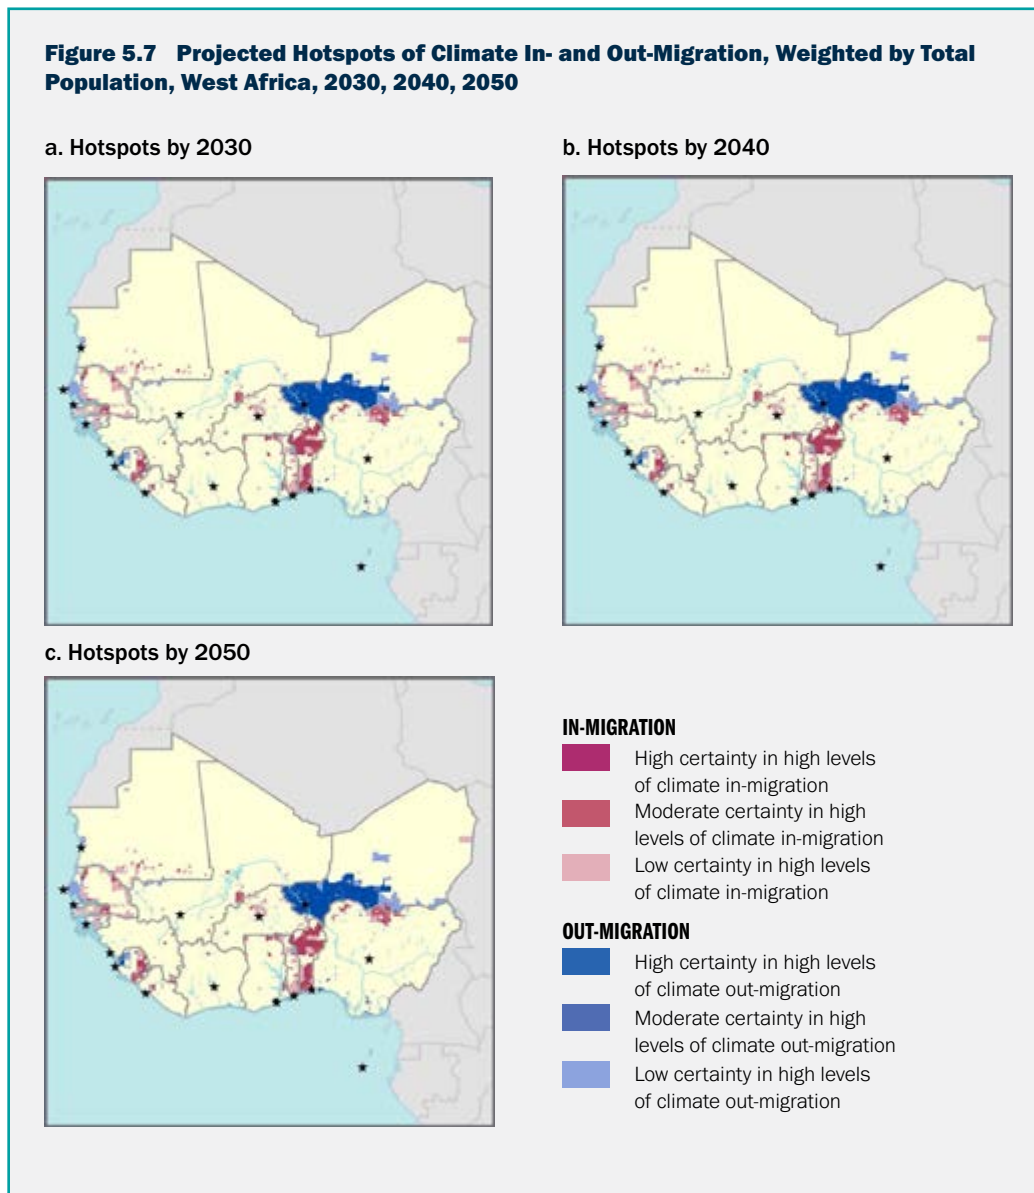 Figure 5.7 Projected Hotspots of Climate In- and Out-Migration, Weighted by Total
Population, West Africa, 2030, 2040, 2050
a. Hotspots by 2030
b. Hotspots by 2040
c. Hotspots by 2050
IN-MIGRATION
High certainty in high levels
of climate in-migration
Moderate certainty in high
levels of climate in-migration
Low certainty in high levels
of climate in-migration
OUT-MIGRATION
High certainty in high levels
of climate out-migration
Moderate certainty in high
levels of climate out-migration
Low certainty in high levels
of climate out-migration